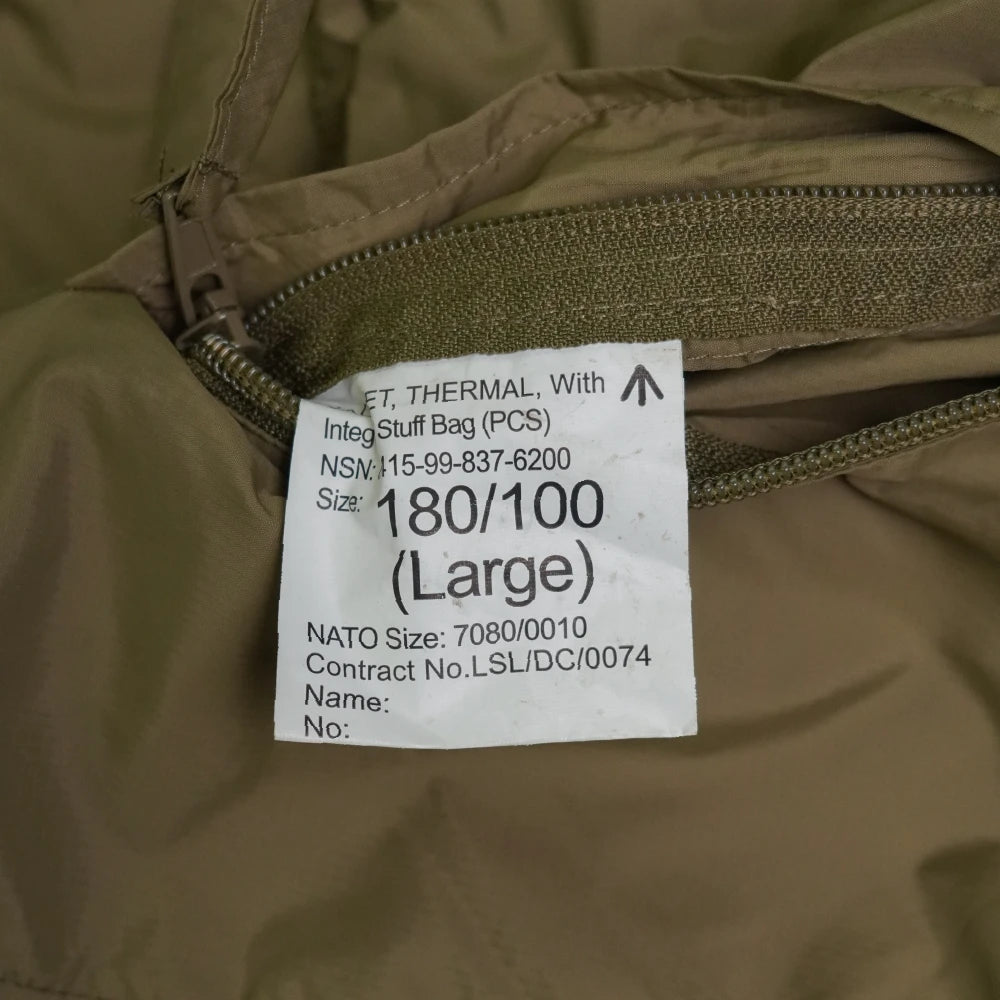 ET, THERMAL, With
Integ Stuff Bag (PCS)
NSN: 415-99-837-6200
Size: 180/100
(Large)
NATO Size: 7080/0010
Contract No.LSL/DC/0074
Name:
No: